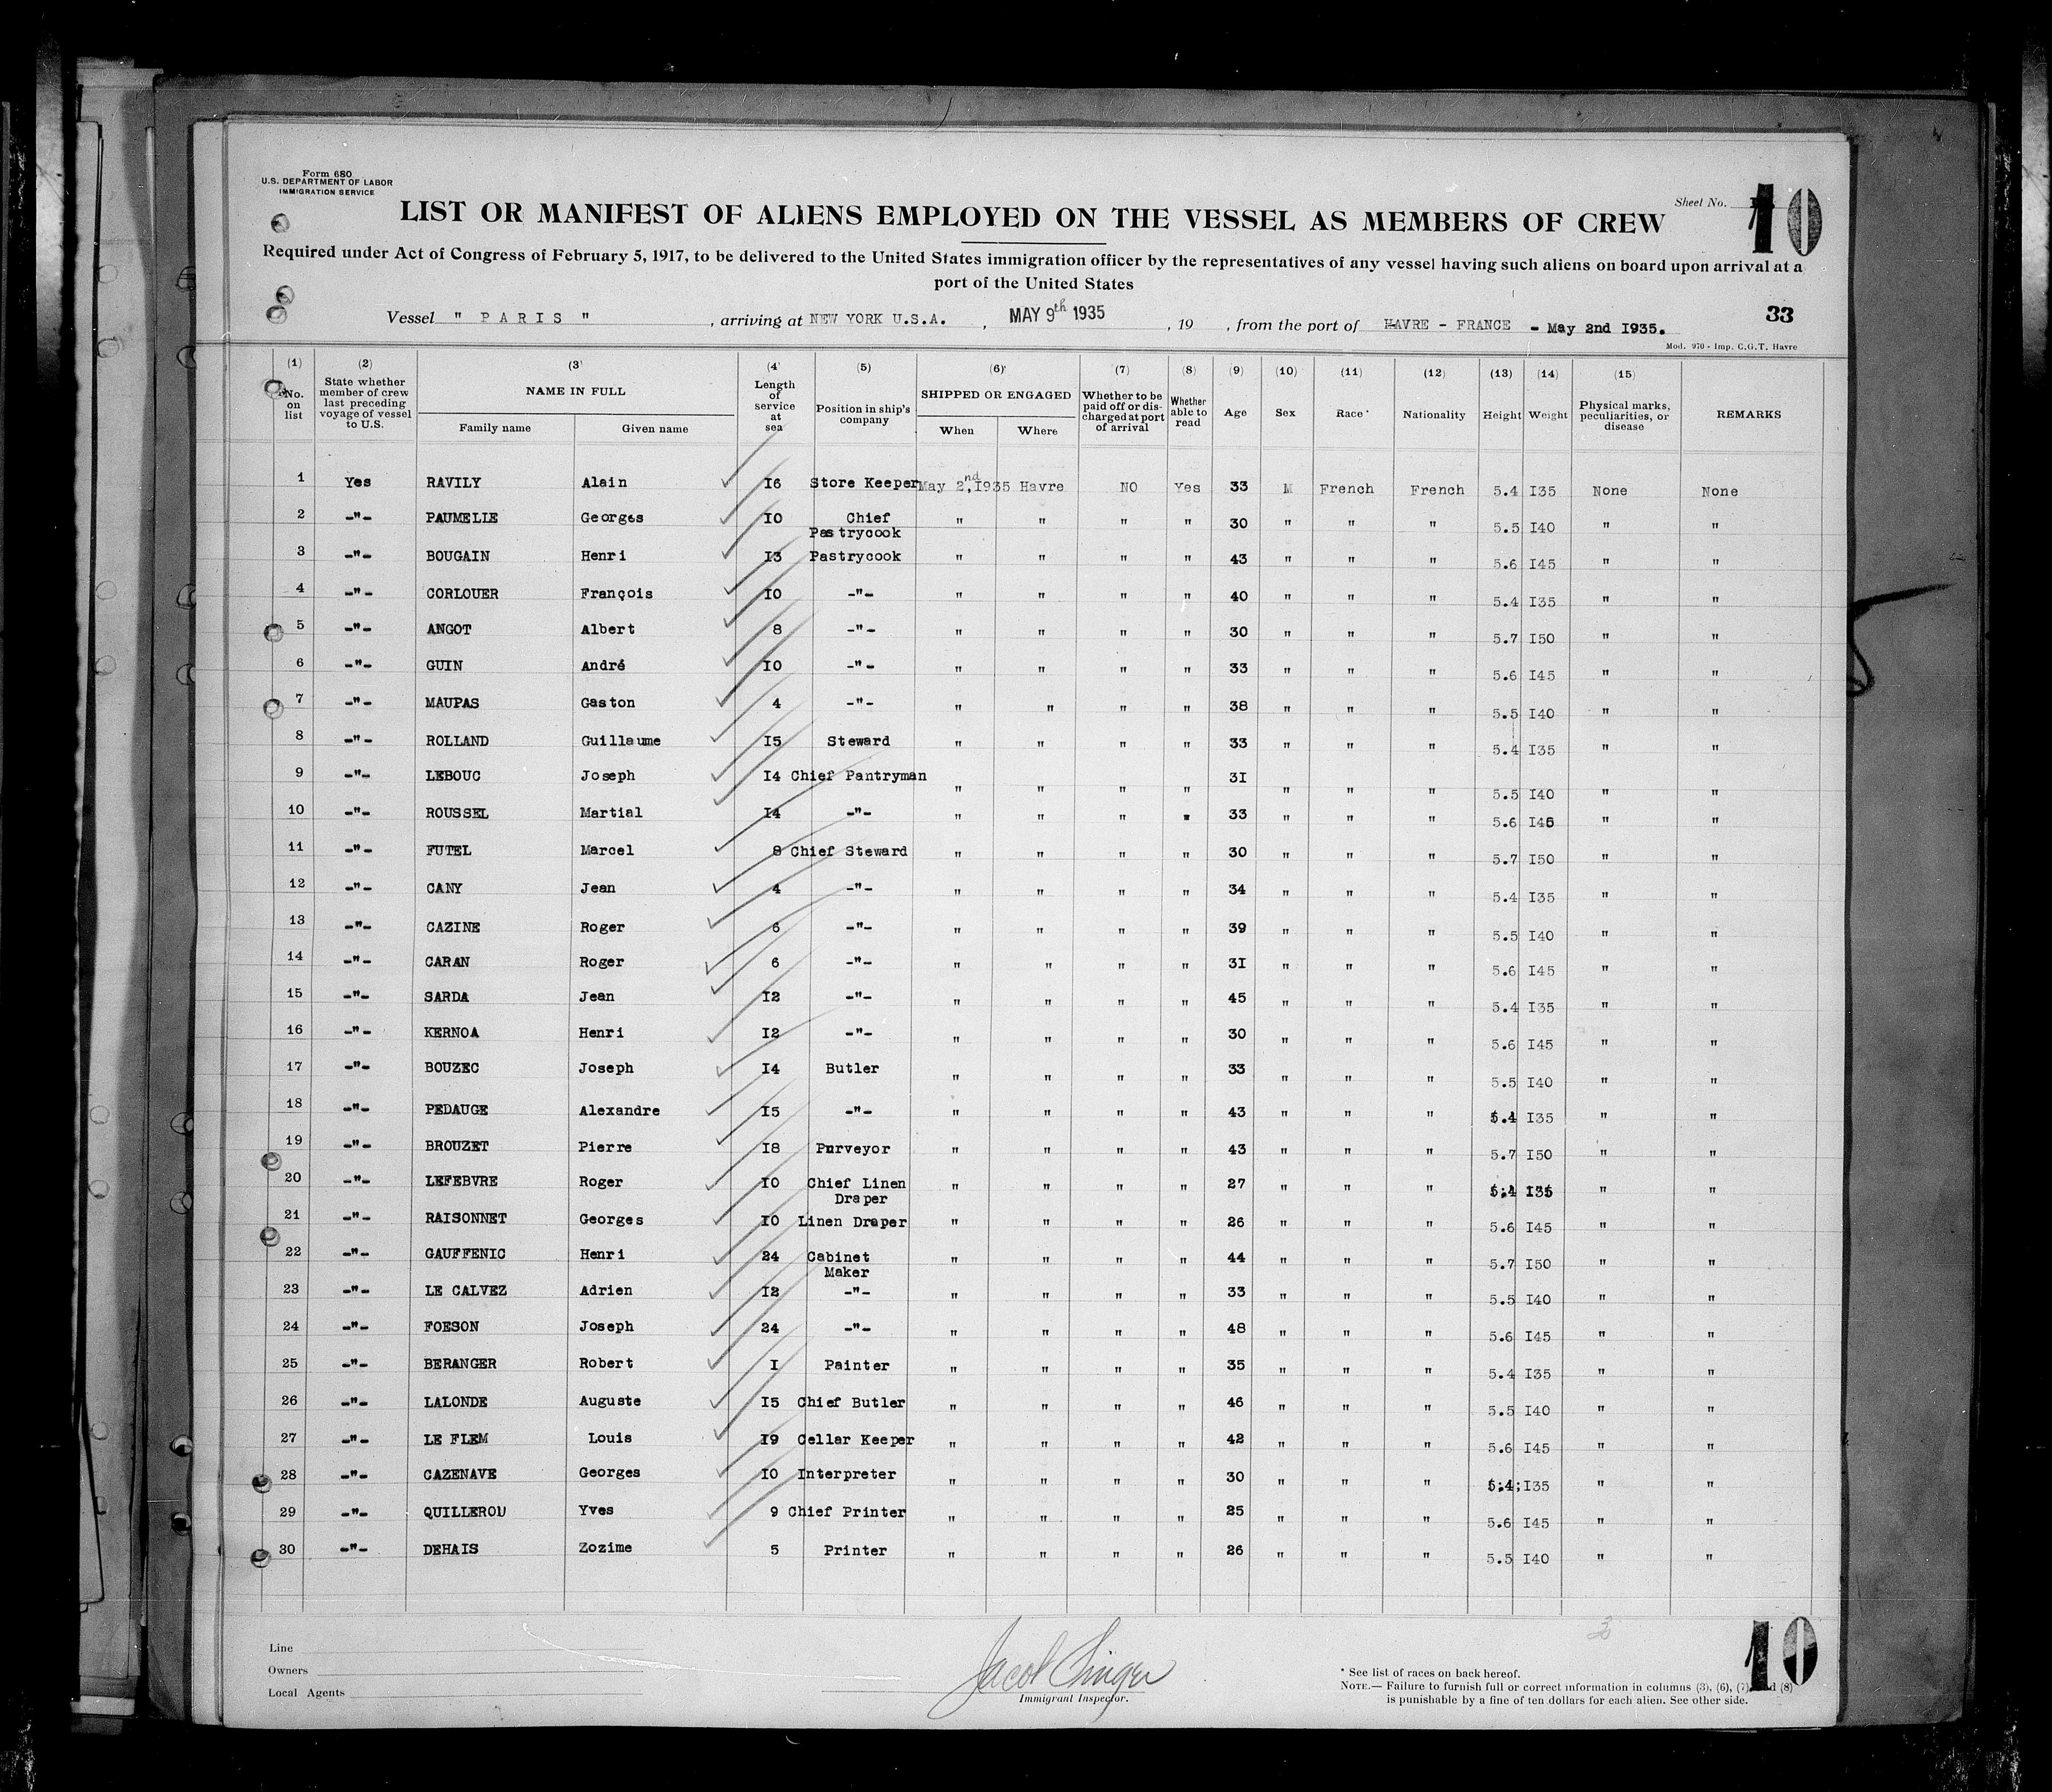 Form 680
U.S. DEPARTMENT OF LABOR
IMMIGRATION SERVICE
Sheet No. 10
LIST OR MANIFEST OF ALIENS EMPLOYED ON THE VESSEL AS MEMBERS OF CREW
Required under Act of Congress of February 5, 1917, to be delivered to the United States immigration officer by the representatives of any vessel having such aliens on board upon arrival at a
port of the United States
Vessel " PARIS ", arriving at NEW YORK U.S.A., MAY 9th 1935, 19 , from the port of HAVRE - FRANCE - May 2nd I935. 33
Mod. 970 - Imp. C.G.T. Havre
(1) (2) (3) (4) (5) (6) (7) (8) (9) (10) (11) (12) (13) (14) (15)
No. on list State whether member of crew last preceding voyage of vessel to U.S. NAME IN FULL Family name Given name Length of service at sea Position in ship's company SHIPPED OR ENGAGED When Where Whether to be paid off or discharged at port of arrival Whether able to read Age Sex Race* Nationality Height Weight Physical marks, peculiarities, or disease REMARKS
1 Yes RAVILY Alain I6 Store Keeper May 2nd, I935 Havre NO Yes 33 M French French 5.4 I35 None None
2 -"- PAUMELLE Georges I0 Chief Pastrycook " " " " 30 " " " 5.5 I40 " "
3 -"- BOUGAIN Henri I3 Pastrycook " " " " 43 " " " 5.6 I45 " "
4 -"- CORLOUER François I0 -"- " " " " 40 " " " 5.4 I35 " "
5 -"- ANGOT Albert 8 -"- " " " " 30 " " " 5.7 I50 " "
6 -"- GUIN André I0 -"- " " " " 33 " " " 5.6 I45 " "
7 -"- MAUPAS Gaston 4 -"- " " " " 38 " " " 5.5 I40 " "
8 -"- ROLLAND Guillaume I5 Steward " " " " 33 " " " 5.4 I35 " "
9 -"- LEBOUC Joseph I4 Chief Pantryman " " " " 3I " " " 5.5 I40 " "
10 -"- ROUSSEL Martial I4 -"- " " " " 33 " " " 5.6 I45 " "
11 -"- FUTEL Marcel 8 Chief Steward " " " " 30 " " " 5.7 I50 " "
12 -"- CANY Jean 4 -"- " " " " 34 " " " 5.4 I35 " "
13 -"- CAZINE Roger 6 -"- " " " " 39 " " " 5.5 I40 " "
14 -"- CARAN Roger 6 -"- " " " " 3I " " " 5.6 I45 " "
15 -"- SARDA Jean I2 -"- " " " " 45 " " " 5.4 I35 " "
16 -"- KERNOA Henri I2 -"- " " " " 30 " " " 5.6 I45 " "
17 -"- BOUZEC Joseph I4 Butler " " " " 33 " " " 5.5 I40 " "
18 -"- PEDAUGE Alexandre I5 -"- " " " " 43 " " " 5.4 I35 " "
19 -"- BROUZET Pierre I8 Purveyor " " " " 43 " " " 5.7 I50 " "
20 -"- LEFEBVRE Roger I0 Chief Linen Draper " " " " 27 " " " 5.4 I35 " "
21 -"- RAISONNET Georges I0 Linen Draper " " " " 26 " " " 5.6 I45 " "
22 -"- GAUFFENIC Henri 24 Cabinet Maker " " " " 44 " " " 5.7 I50 " "
23 -"- LE CALVEZ Adrien I2 -"- " " " " 33 " " " 5.5 I40 " "
24 -"- FOESON Joseph 24 -"- " " " " 48 " " " 5.6 I45 " "
25 -"- BERANGER Robert I Painter " " " " 35 " " " 5.4 I35 " "
26 -"- LALONDE Auguste I5 Chief Butler " " " " 46 " " " 5.5 I40 " "
27 -"- LE FLEM Louis I9 Cellar Keeper " " " " 42 " " " 5.6 I45 " "
28 -"- CAZENAVE Georges I0 Interpreter " " " " 30 " " " 5.4 I35 " "
29 -"- QUILLEROU Yves 9 Chief Printer " " " " 25 " " " 5.6 I45 " "
30 -"- DEHAIS Zozime 5 Printer " " " " 26 " " " 5.5 I40 " "
Line
Owners
Local Agents
Jacob Singer
Immigrant Inspector.
* See list of races on back hereof.
NOTE.— Failure to furnish full or correct information in columns (3), (6), (7) and (8)
is punishable by a fine of ten dollars for each alien. See other side.
10